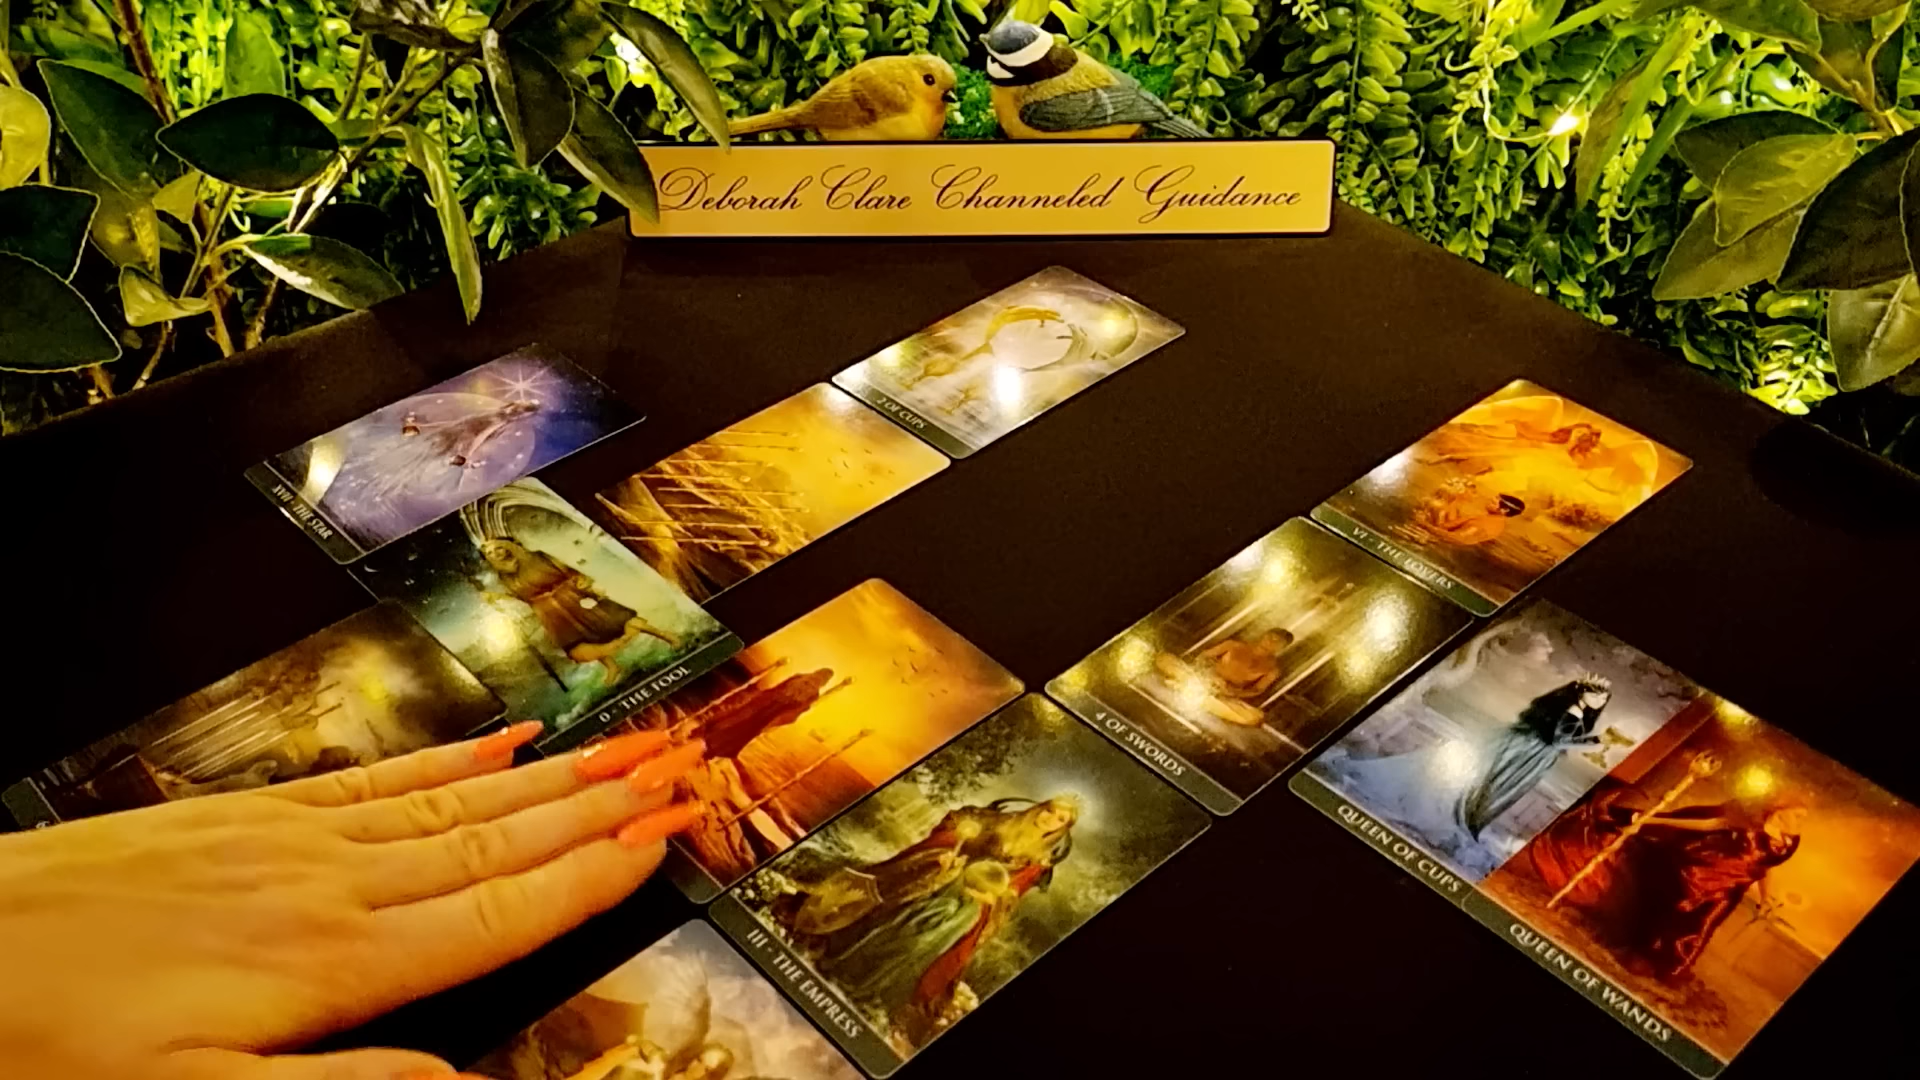 Deborah Clare Channeled Guidance
2 OF CUPS
XVII - THE STAR
VI - THE LOVERS
0 - THE FOOL
4 OF SWORDS
QUEEN OF CUPS
QUEEN OF WANDS
III - THE EMPRESS